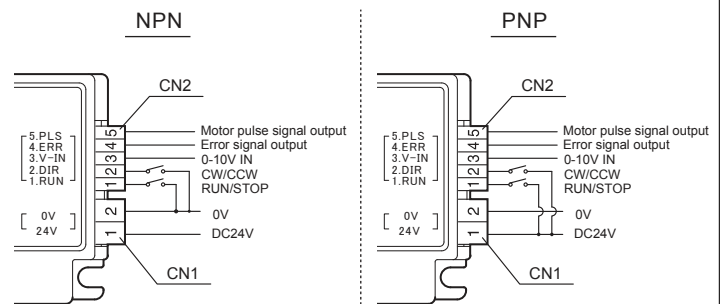 NPN
CN2
5.PLS
4.ERR
3.V-IN
2.DIR
1.RUN
0V
24V
5
4
3
2
1
2
1
Motor pulse signal output
Error signal output
0-10V IN
CW/CCW
RUN/STOP
0V
DC24V
CN1
PNP
CN2
5.PLS
4.ERR
3.V-IN
2.DIR
1.RUN
0V
24V
5
4
3
2
1
2
1
Motor pulse signal output
Error signal output
0-10V IN
CW/CCW
RUN/STOP
0V
DC24V
CN1